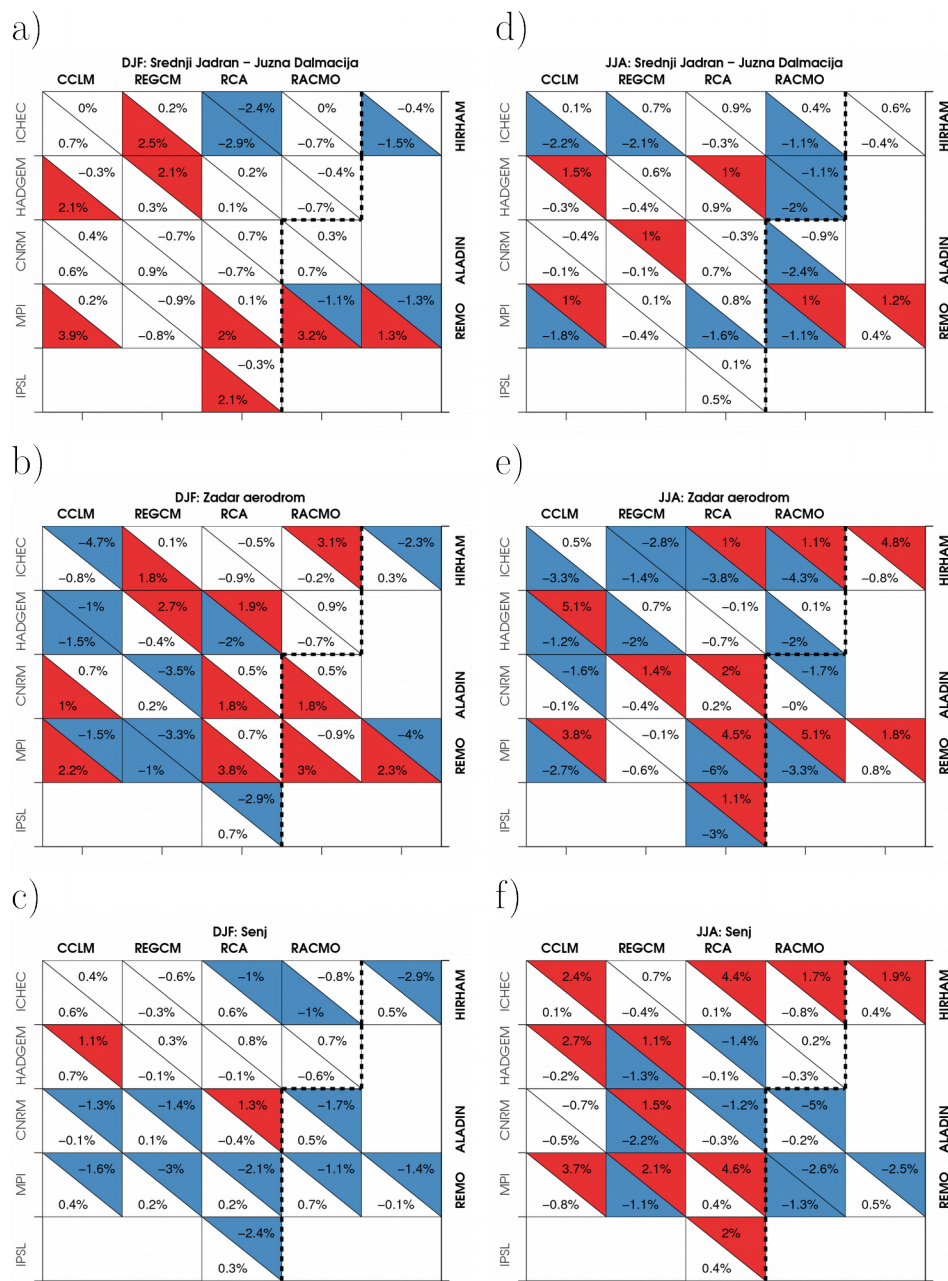 a)
DJF: Srednji Jadran – Juzna Dalmacija
CCLM REGCM RCA RACMO
ICHEC 0% 0.2% −2.4% 0% −0.4% HIRHAM
0.7% 2.5% −2.9% −0.7% −1.5%
HADGEM −0.3% 2.1% 0.2% −0.4%
2.1% 0.3% 0.1% −0.7%
CNRM 0.4% −0.7% 0.7% 0.3% ALADIN
0.6% 0.9% −0.7% 0.7%
MPI 0.2% −0.9% 0.1% −1.1% −1.3% REMO
3.9% −0.8% 2% 3.2% 1.3%
IPSL −0.3%
2.1%
d)
JJA: Srednji Jadran – Juzna Dalmacija
CCLM REGCM RCA RACMO
ICHEC 0.1% 0.7% 0.9% 0.4% 0.6% HIRHAM
−2.2% −2.1% −0.3% −1.1% −0.4%
HADGEM 1.5% 0.6% 1% −1.1%
−0.3% −0.4% 0.9% −2%
CNRM −0.4% 1% −0.3% −0.9% ALADIN
−0.1% −0.1% 0.7% −2.4%
MPI 1% 0.1% 0.8% 1% 1.2% REMO
−1.8% −0.4% −1.6% −1.1% 0.4%
IPSL 0.1%
0.5%
b)
DJF: Zadar aerodrom
CCLM REGCM RCA RACMO
ICHEC −4.7% 0.1% −0.5% 3.1% −2.3% HIRHAM
−0.8% 1.8% −0.9% −0.2% 0.3%
HADGEM −1% 2.7% 1.9% 0.9%
−1.5% −0.4% −2% −0.7%
CNRM 0.7% −3.5% 0.5% 0.5% ALADIN
1% 0.2% 1.8% 1.8%
MPI −1.5% −3.3% 0.7% −0.9% −4% REMO
2.2% −1% 3.8% 3% 2.3%
IPSL −2.9%
0.7%
e)
JJA: Zadar aerodrom
CCLM REGCM RCA RACMO
ICHEC 0.5% −2.8% 1% 1.1% 4.8% HIRHAM
−3.3% −1.4% −3.8% −4.3% −0.8%
HADGEM 5.1% 0.7% −0.1% 0.1%
−1.2% −2% −0.7% −2%
CNRM −1.6% 1.4% 2% −1.7% ALADIN
−0.1% −0.4% 0.2% −0%
MPI 3.8% −0.1% 4.5% 5.1% 1.8% REMO
−2.7% −0.6% −6% −3.3% 0.8%
IPSL 1.1%
−3%
c)
DJF: Senj
CCLM REGCM RCA RACMO
ICHEC 0.4% −0.6% −1% −0.8% −2.9% HIRHAM
0.6% −0.3% 0.6% −1% 0.5%
HADGEM 1.1% 0.3% 0.8% 0.7%
0.7% −0.1% −0.1% −0.6%
CNRM −1.3% −1.4% 1.3% −1.7% ALADIN
−0.1% 0.1% −0.4% 0.5%
MPI −1.6% −3% −2.1% −1.1% −1.4% REMO
0.4% 0.2% 0.2% 0.7% −0.1%
IPSL −2.4%
0.3%
f)
JJA: Senj
CCLM REGCM RCA RACMO
ICHEC 2.4% 0.7% 4.4% 1.7% 1.9% HIRHAM
0.1% −0.4% 0.1% −0.8% 0.4%
HADGEM 2.7% 1.1% −1.4% 0.2%
−0.2% −1.3% −0.1% −0.3%
CNRM −0.7% 1.5% −1.2% −5% ALADIN
−0.5% −2.2% −0.3% −0.2%
MPI 3.7% 2.1% 4.6% −2.6% −2.5% REMO
−0.8% −1.1% 0.4% −1.3% 0.5%
IPSL 2%
0.4%